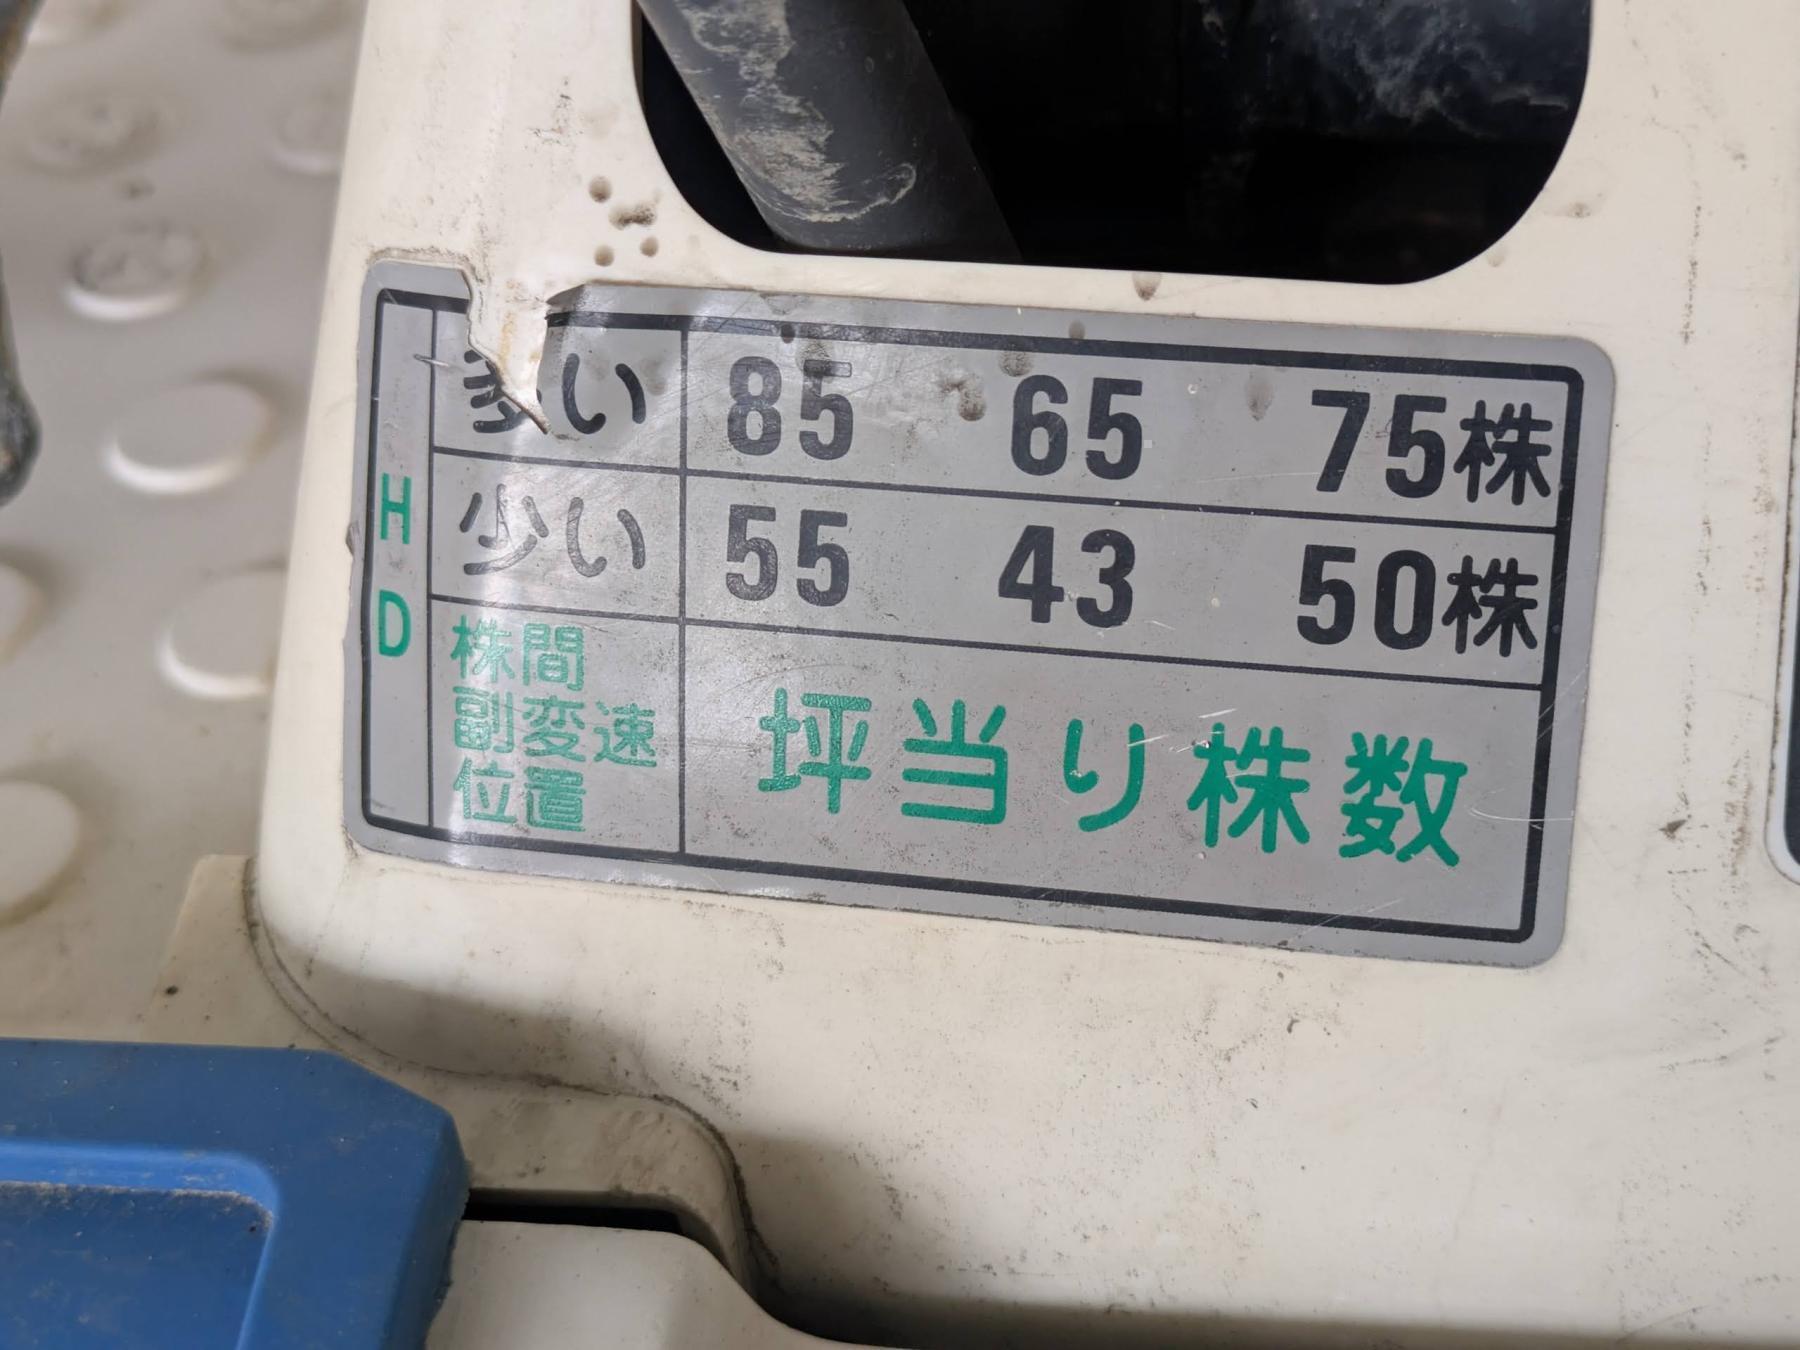 多い 85 65 75株
少い 55 43 50株
HD
株間
副変速
位置
坪当り株数